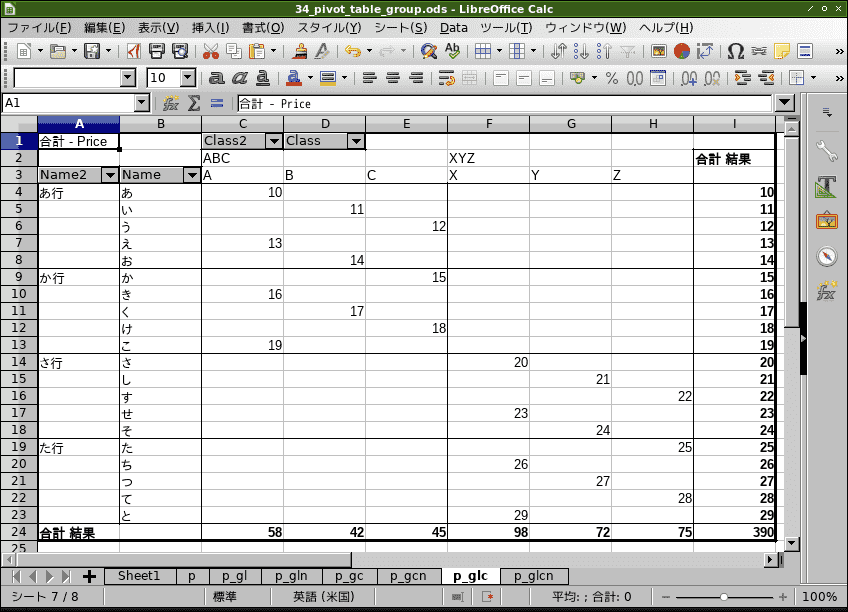 34_pivot_table_group.ods - LibreOffice Calc
ファイル(F) 編集(E) 表示(V) 挿入(I) 書式(O) スタイル(Y) シート(S) Data ツール(T) ウィンドウ(W) ヘルプ(H)
10
A1 合計 - Price
A B C D E F G H I
1 合計 - Price Class2 Class
2 ABC XYZ 合計 結果
3 Name2 Name A B C X Y Z
4 あ行 あ 10 10
5 い 11 11
6 う 12 12
7 え 13 13
8 お 14 14
9 か行 か 15 15
10 き 16 16
11 く 17 17
12 け 18 18
13 こ 19 19
14 さ行 さ 20 20
15 し 21 21
16 す 22 22
17 せ 23 23
18 そ 24 24
19 た行 た 25 25
20 ち 26 26
21 つ 27 27
22 て 28 28
23 と 29 29
24 合計 結果 58 42 45 98 72 75 390
25
Sheet1 p p_gl p_gln p_gc p_gcn p_glc p_glcn
シート 7 / 8 標準 英語 (米国) 平均: ; 合計: 0 100%